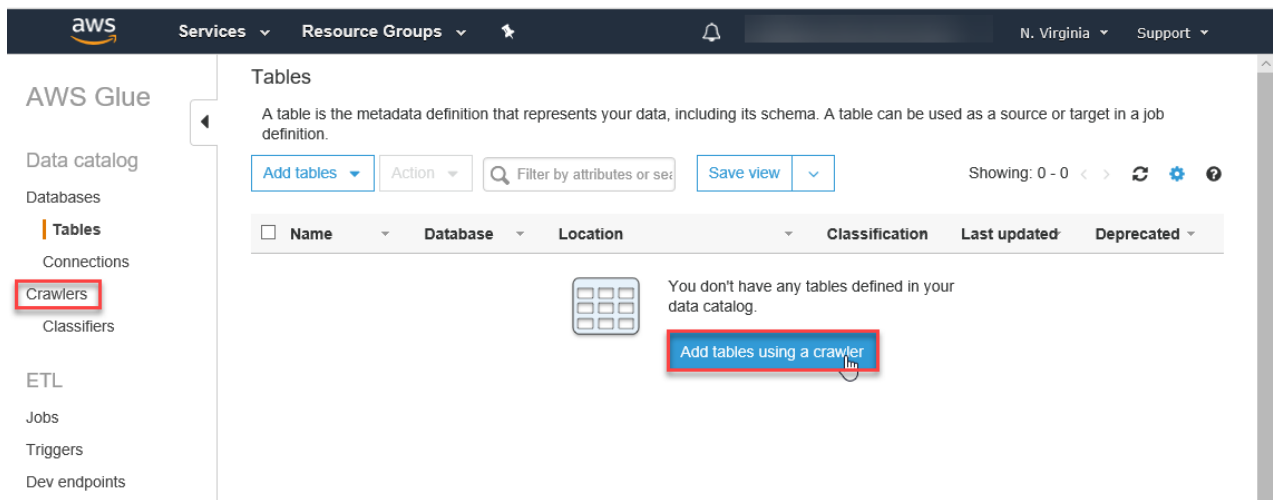 aws Services Resource Groups N. Virginia Support
AWS Glue
Data catalog
Databases
Tables
Connections
Crawlers
Classifiers
ETL
Jobs
Triggers
Dev endpoints
Tables
A table is the metadata definition that represents your data, including its schema. A table can be used as a source or target in a job
definition.
Add tables Action Filter by attributes or sea Save view Showing: 0 - 0 < >
Name Database Location Classification Last updated Deprecated
You don't have any tables defined in your
data catalog.
Add tables using a crawler